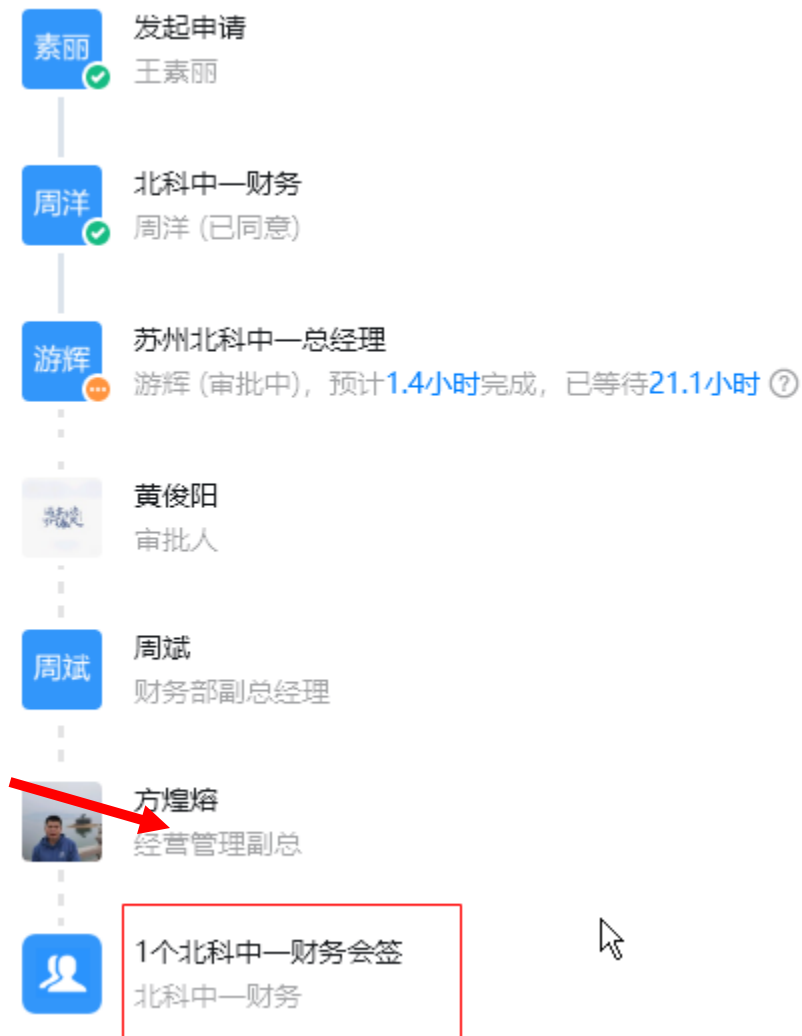 素丽
发起申请
王素丽
周洋
北科中一财务
周洋 (已同意)
游辉
苏州北科中一总经理
游辉 (审批中)，预计1.4小时完成，已等待21.1小时 ?
黄俊阳
审批人
周斌
周斌
财务部副总经理
方煌熔
经营管理副总
1个北科中一财务会签
北科中一财务